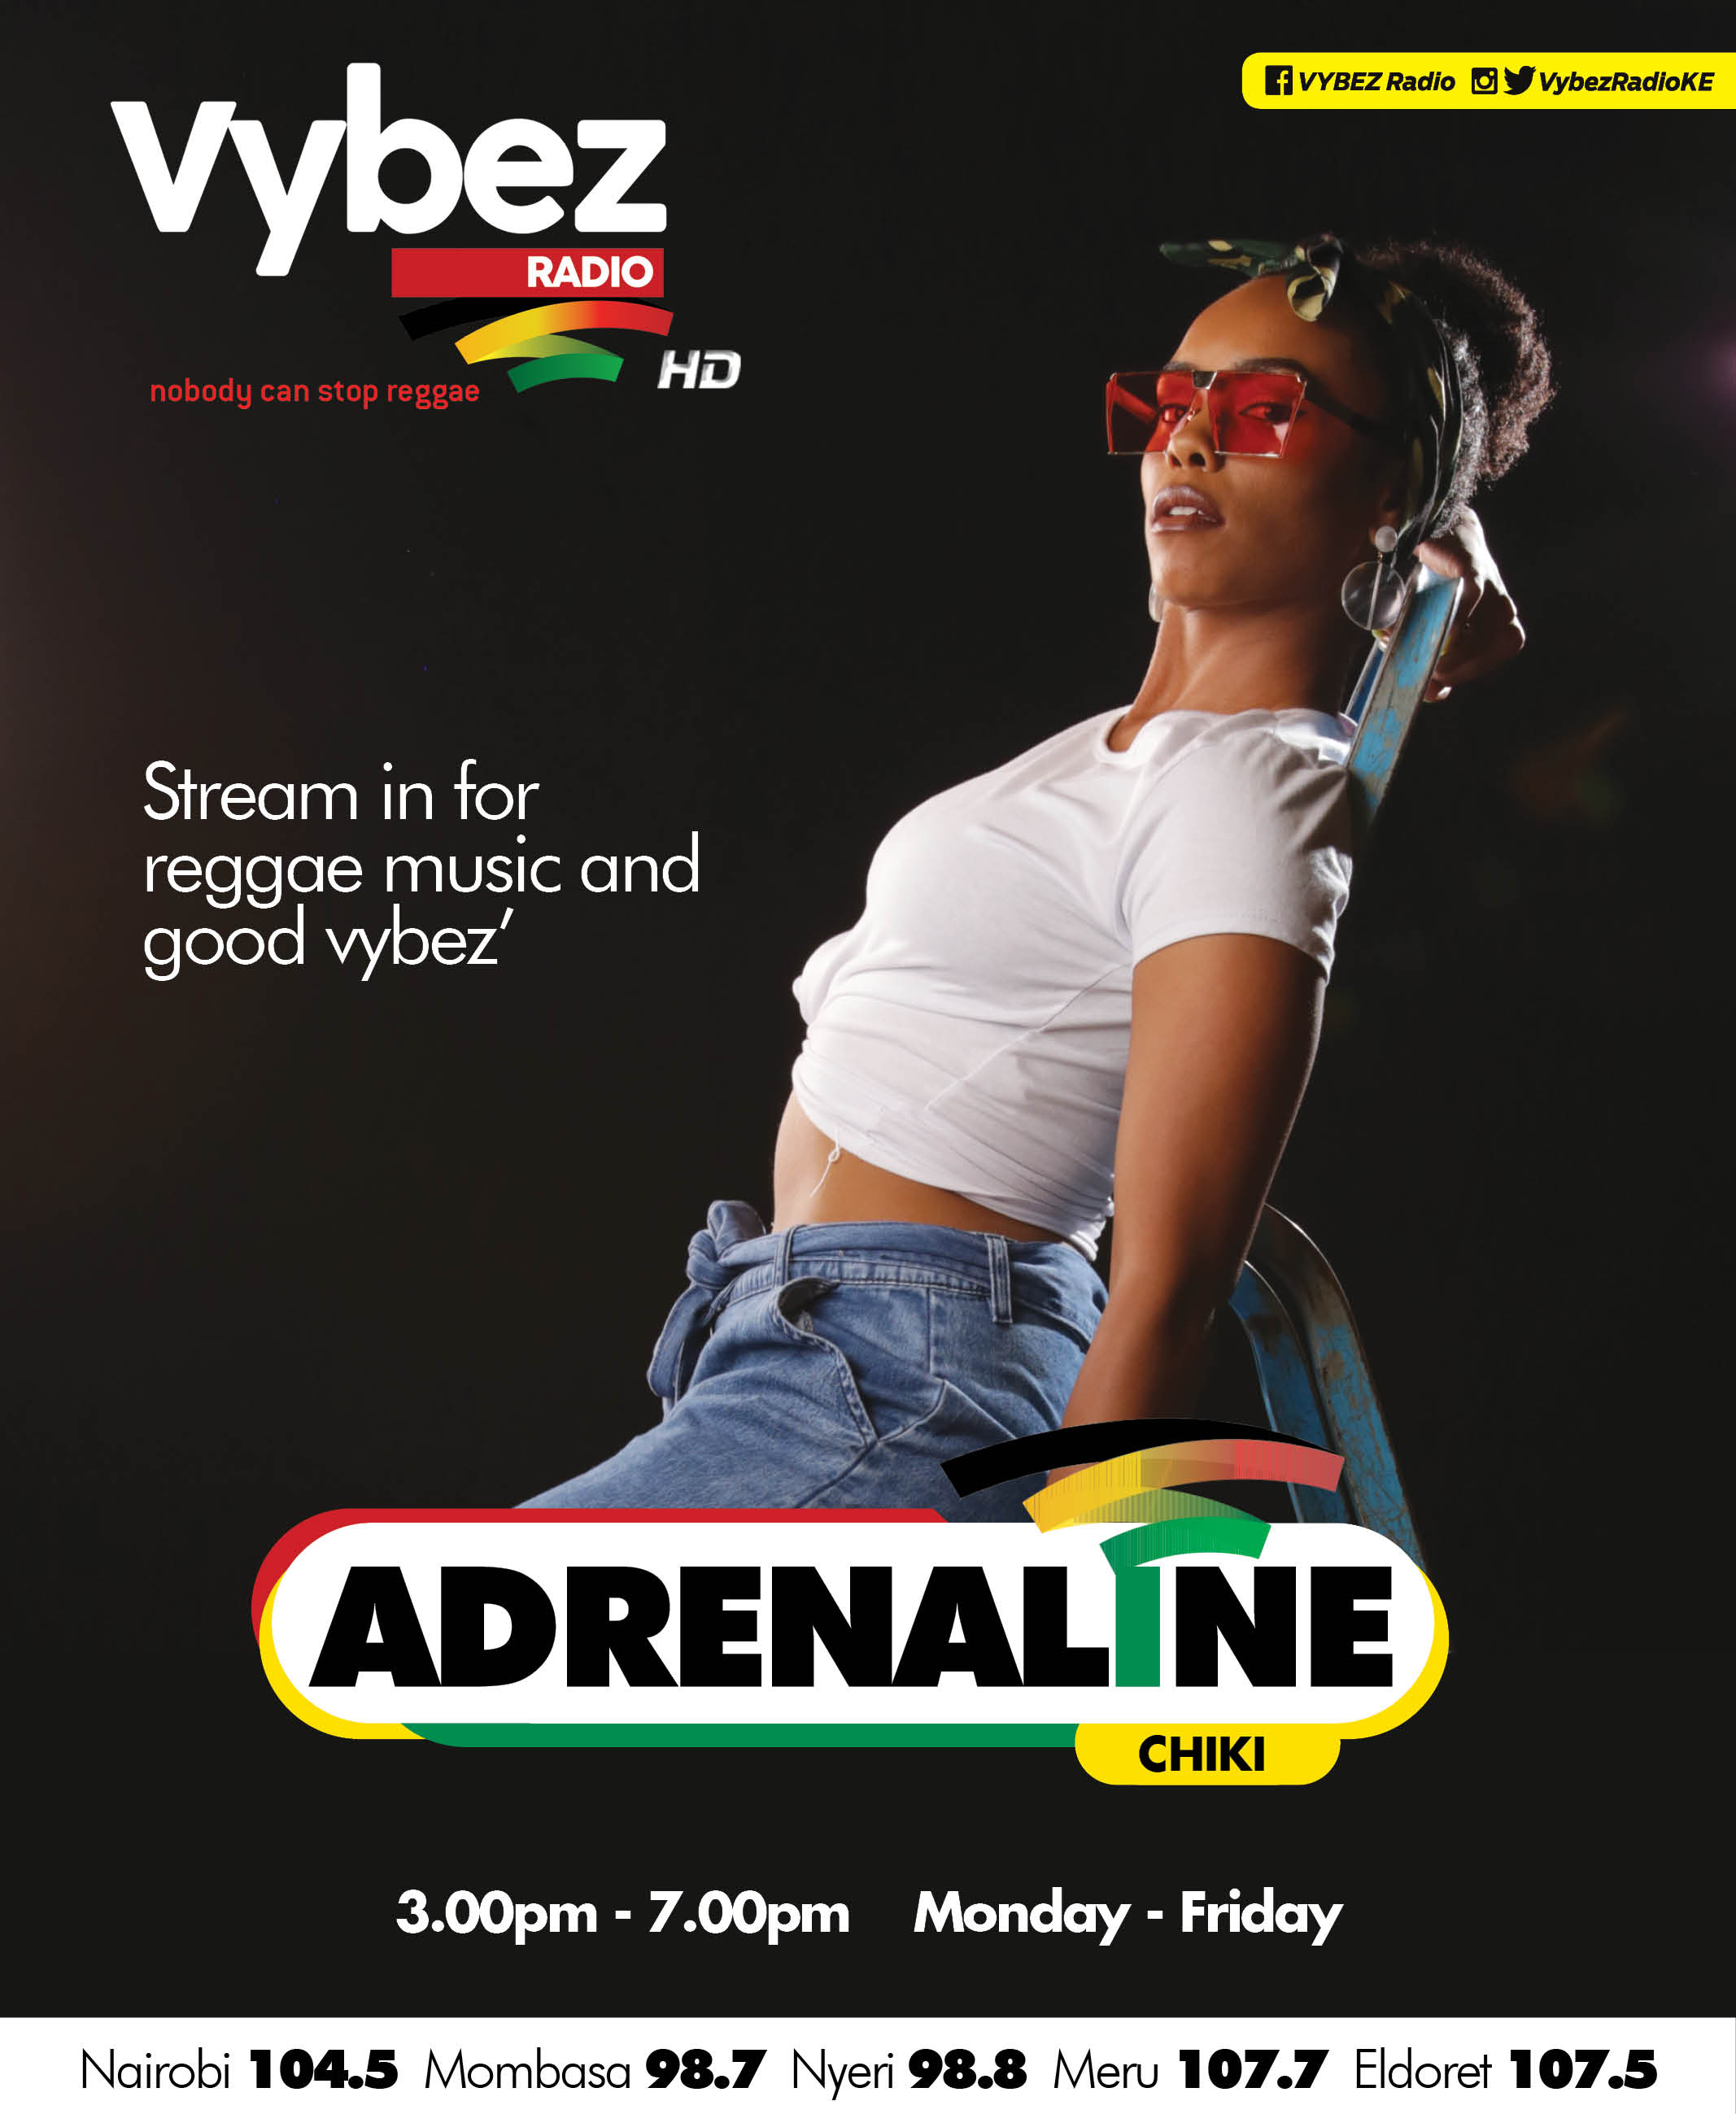 VYBEZ Radio VybezRadioKE
vybez
RADIO
HD
nobody can stop reggae
Stream in for
reggae music and
good vybez’
ADRENALINE
CHIKI
3.00pm - 7.00pm Monday - Friday
Nairobi 104.5 Mombasa 98.7 Nyeri 98.8 Meru 107.7 Eldoret 107.5